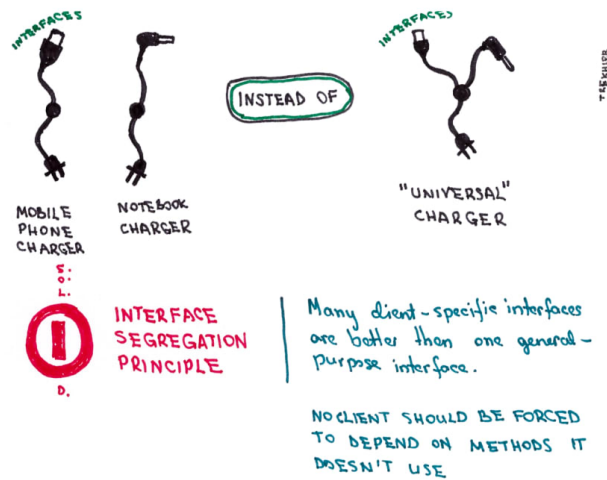 INTERFACES
MOBILE
PHONE
CHARGER
NOTEBOOK
CHARGER
INSTEAD OF
INTERFACES
"UNIVERSAL"
CHARGER
TREKHLEB
S.
O.
L.
I
D.
INTERFACE
SEGREGATION
PRINCIPLE
Many client-specific interfaces
are better than one general-
purpose interface.
NO CLIENT SHOULD BE FORCED
TO DEPEND ON METHODS IT
DOESN'T USE